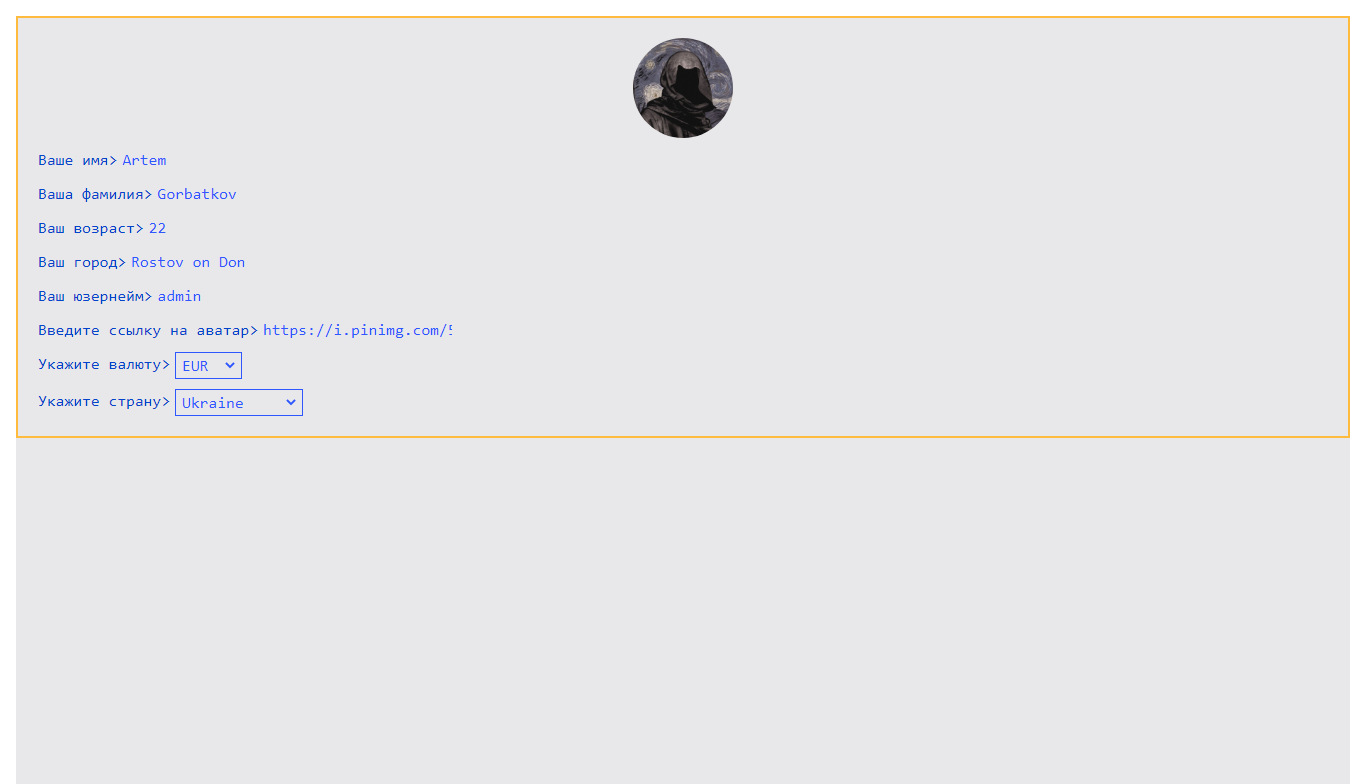 Ваше имя> Artem
Ваша фамилия> Gorbatkov
Ваш возраст> 22
Ваш город> Rostov on Don
Ваш юзернейм> admin
Введите ссылку на аватар> https://i.pinimg.com/5
Укажите валюту> EUR
Укажите страну> Ukraine